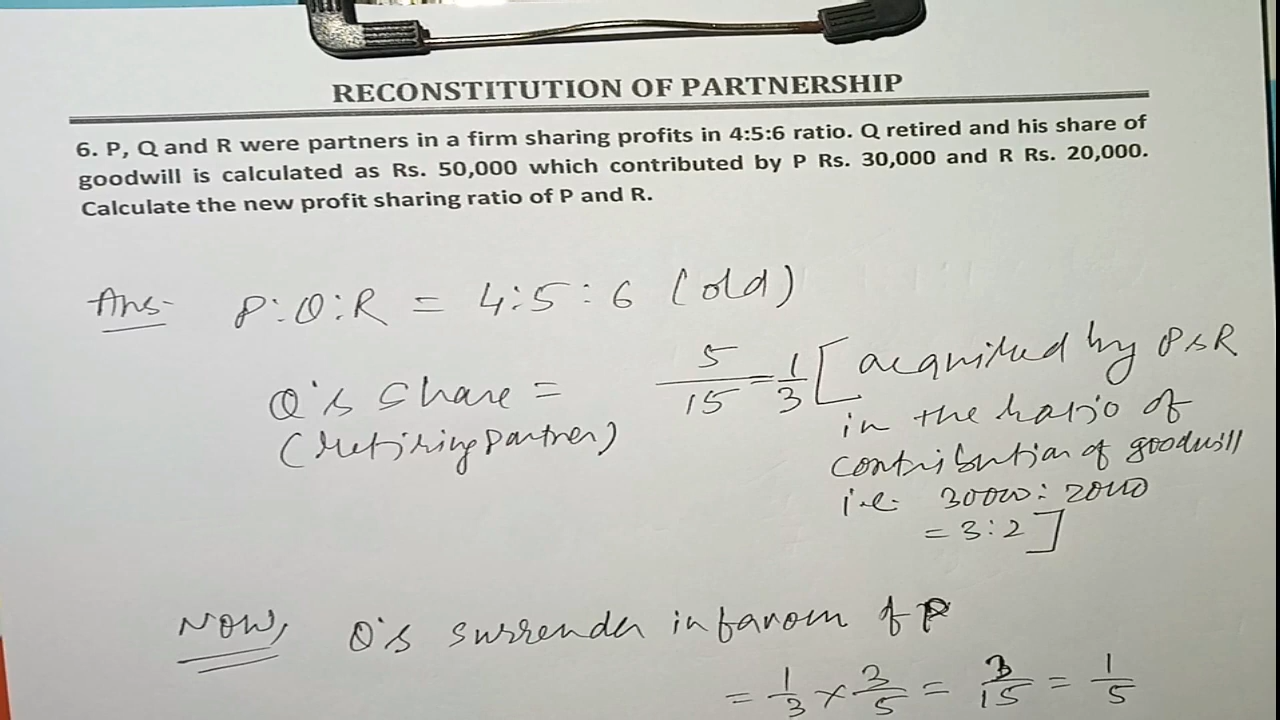 RECONSTITUTION OF PARTNERSHIP
6. P, Q and R were partners in a firm sharing profits in 4:5:6 ratio. Q retired and his share of
goodwill is calculated as Rs. 50,000 which contributed by P Rs. 30,000 and R Rs. 20,000.
Calculate the new profit sharing ratio of P and R.
Ans- P:Q:R = 4:5:6 (old)
Q's share = 5/15 = 1/3 [acquired by P & R
(retiring partner) in the ratio of
contribution of goodwill
i.e. 30000:20000
= 3:2]
Now, Q's surrender in favour of P
= 1/3 × 3/5 = 3/15 = 1/5